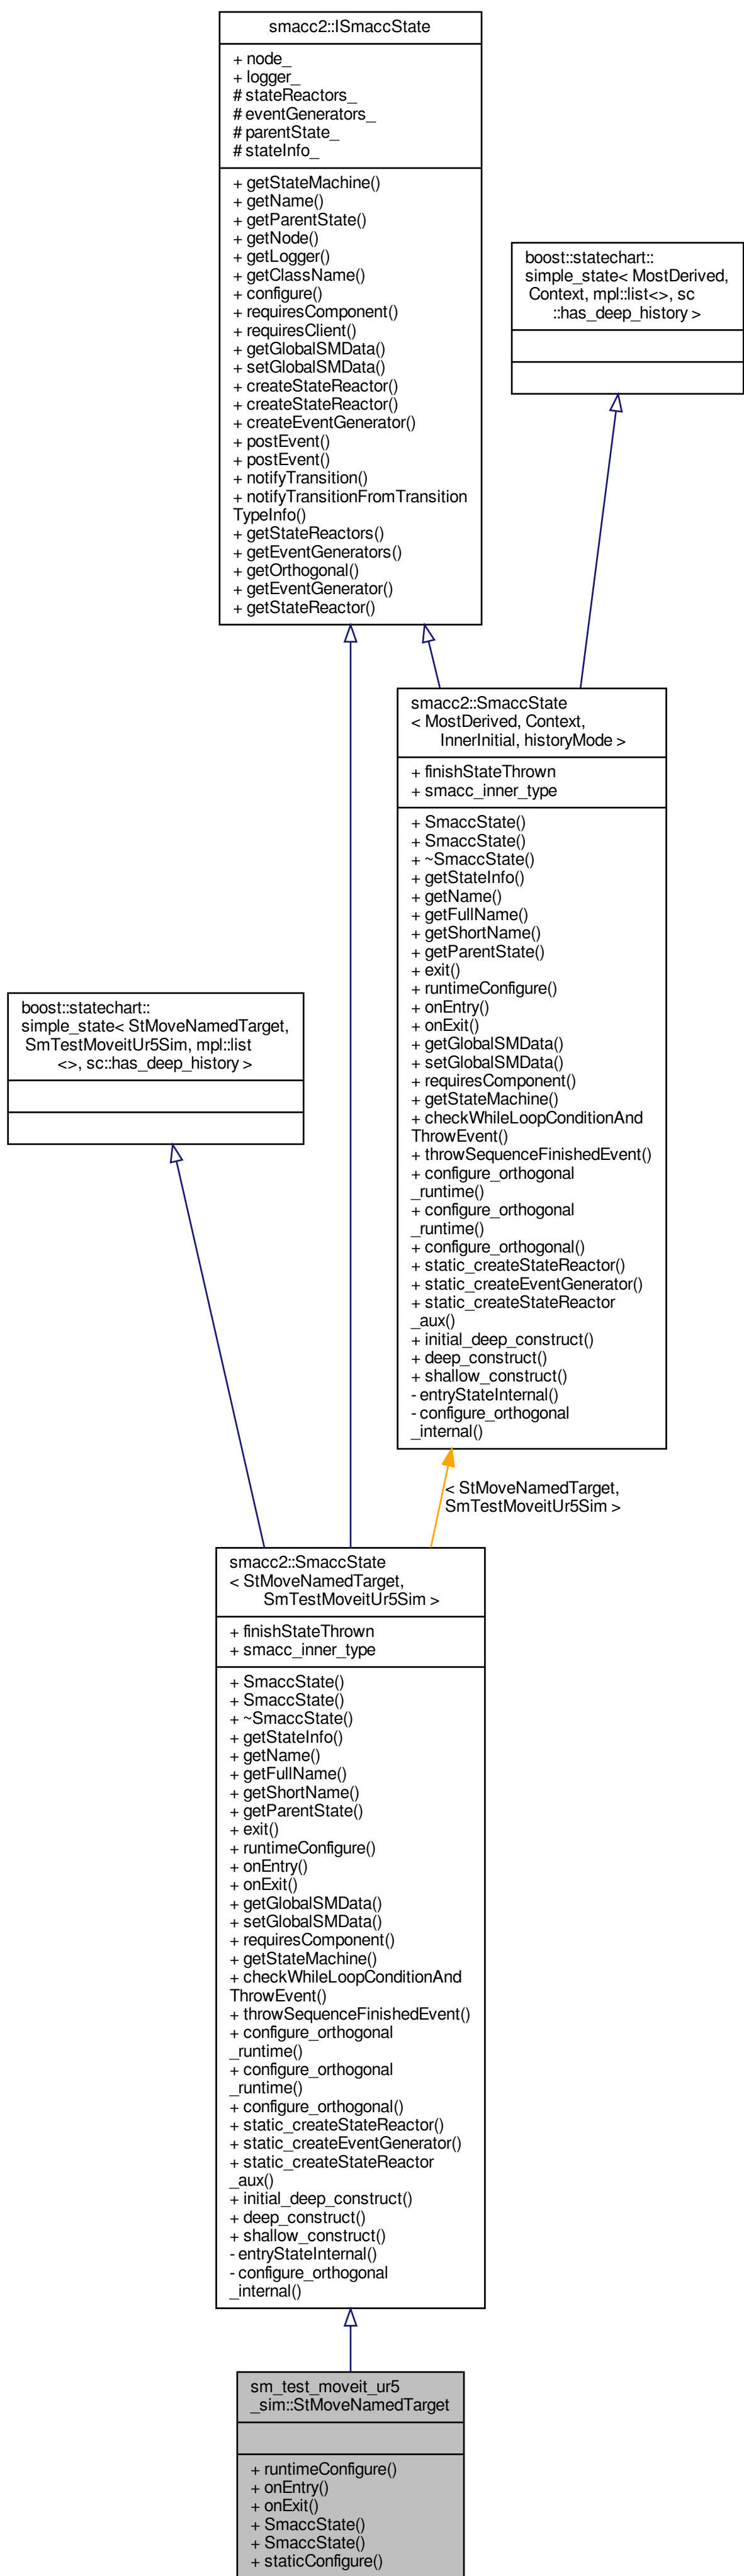 smacc2::ISmaccState
+ node_
+ logger_
# stateReactors_
# eventGenerators_
# parentState_
# stateInfo_
+ getStateMachine()
+ getName()
+ getParentState()
+ getNode()
+ getLogger()
+ getClassName()
+ configure()
+ requiresComponent()
+ requiresClient()
+ getGlobalSMData()
+ setGlobalSMData()
+ createStateReactor()
+ createStateReactor()
+ createEventGenerator()
+ postEvent()
+ postEvent()
+ notifyTransition()
+ notifyTransitionFromTransition
TypeInfo()
+ getStateReactors()
+ getEventGenerators()
+ getOrthogonal()
+ getEventGenerator()
+ getStateReactor()
boost::statechart::
simple_state< MostDerived,
Context, mpl::list<>, sc
::has_deep_history >
smacc2::SmaccState
< MostDerived, Context,
InnerInitial, historyMode >
+ finishStateThrown
+ smacc_inner_type
+ SmaccState()
+ SmaccState()
+ ~SmaccState()
+ getStateInfo()
+ getName()
+ getFullName()
+ getShortName()
+ getParentState()
+ exit()
+ runtimeConfigure()
+ onEntry()
+ onExit()
+ getGlobalSMData()
+ setGlobalSMData()
+ requiresComponent()
+ getStateMachine()
+ checkWhileLoopConditionAnd
ThrowEvent()
+ throwSequenceFinishedEvent()
+ configure_orthogonal
_runtime()
+ configure_orthogonal
_runtime()
+ configure_orthogonal()
+ static_createStateReactor()
+ static_createEventGenerator()
+ static_createStateReactor
_aux()
+ initial_deep_construct()
+ deep_construct()
+ shallow_construct()
- entryStateInternal()
- configure_orthogonal
_internal()
boost::statechart::
simple_state< StMoveNamedTarget,
SmTestMoveitUr5Sim, mpl::list
<>, sc::has_deep_history >
< StMoveNamedTarget,
SmTestMoveitUr5Sim >
smacc2::SmaccState
< StMoveNamedTarget,
SmTestMoveitUr5Sim >
+ finishStateThrown
+ smacc_inner_type
+ SmaccState()
+ SmaccState()
+ ~SmaccState()
+ getStateInfo()
+ getName()
+ getFullName()
+ getShortName()
+ getParentState()
+ exit()
+ runtimeConfigure()
+ onEntry()
+ onExit()
+ getGlobalSMData()
+ setGlobalSMData()
+ requiresComponent()
+ getStateMachine()
+ checkWhileLoopConditionAnd
ThrowEvent()
+ throwSequenceFinishedEvent()
+ configure_orthogonal
_runtime()
+ configure_orthogonal
_runtime()
+ configure_orthogonal()
+ static_createStateReactor()
+ static_createEventGenerator()
+ static_createStateReactor
_aux()
+ initial_deep_construct()
+ deep_construct()
+ shallow_construct()
- entryStateInternal()
- configure_orthogonal
_internal()
sm_test_moveit_ur5
_sim::StMoveNamedTarget
+ runtimeConfigure()
+ onEntry()
+ onExit()
+ SmaccState()
+ SmaccState()
+ staticConfigure()